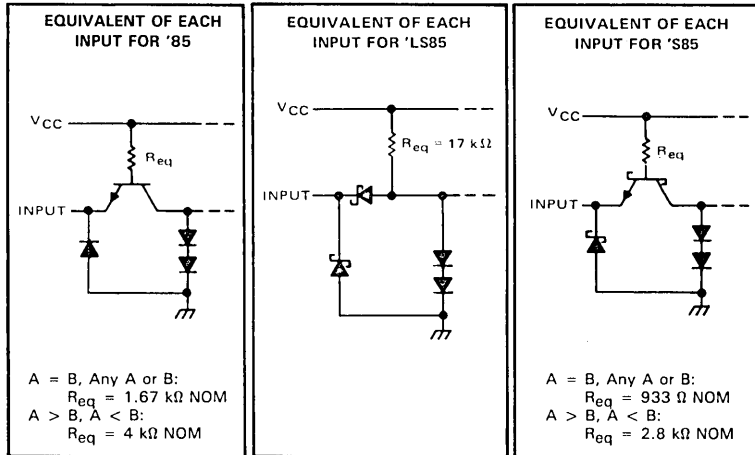 EQUIVALENT OF EACH
INPUT FOR '85
VCC
Req
INPUT
A = B, Any A or B:
Req = 1.67 kΩ NOM
A > B, A < B:
Req = 4 kΩ NOM
EQUIVALENT OF EACH
INPUT FOR 'LS85
VCC
Req = 17 kΩ
INPUT
EQUIVALENT OF EACH
INPUT FOR 'S85
VCC
Req
INPUT
A = B, Any A or B:
Req = 933 Ω NOM
A > B, A < B:
Req = 2.8 kΩ NOM